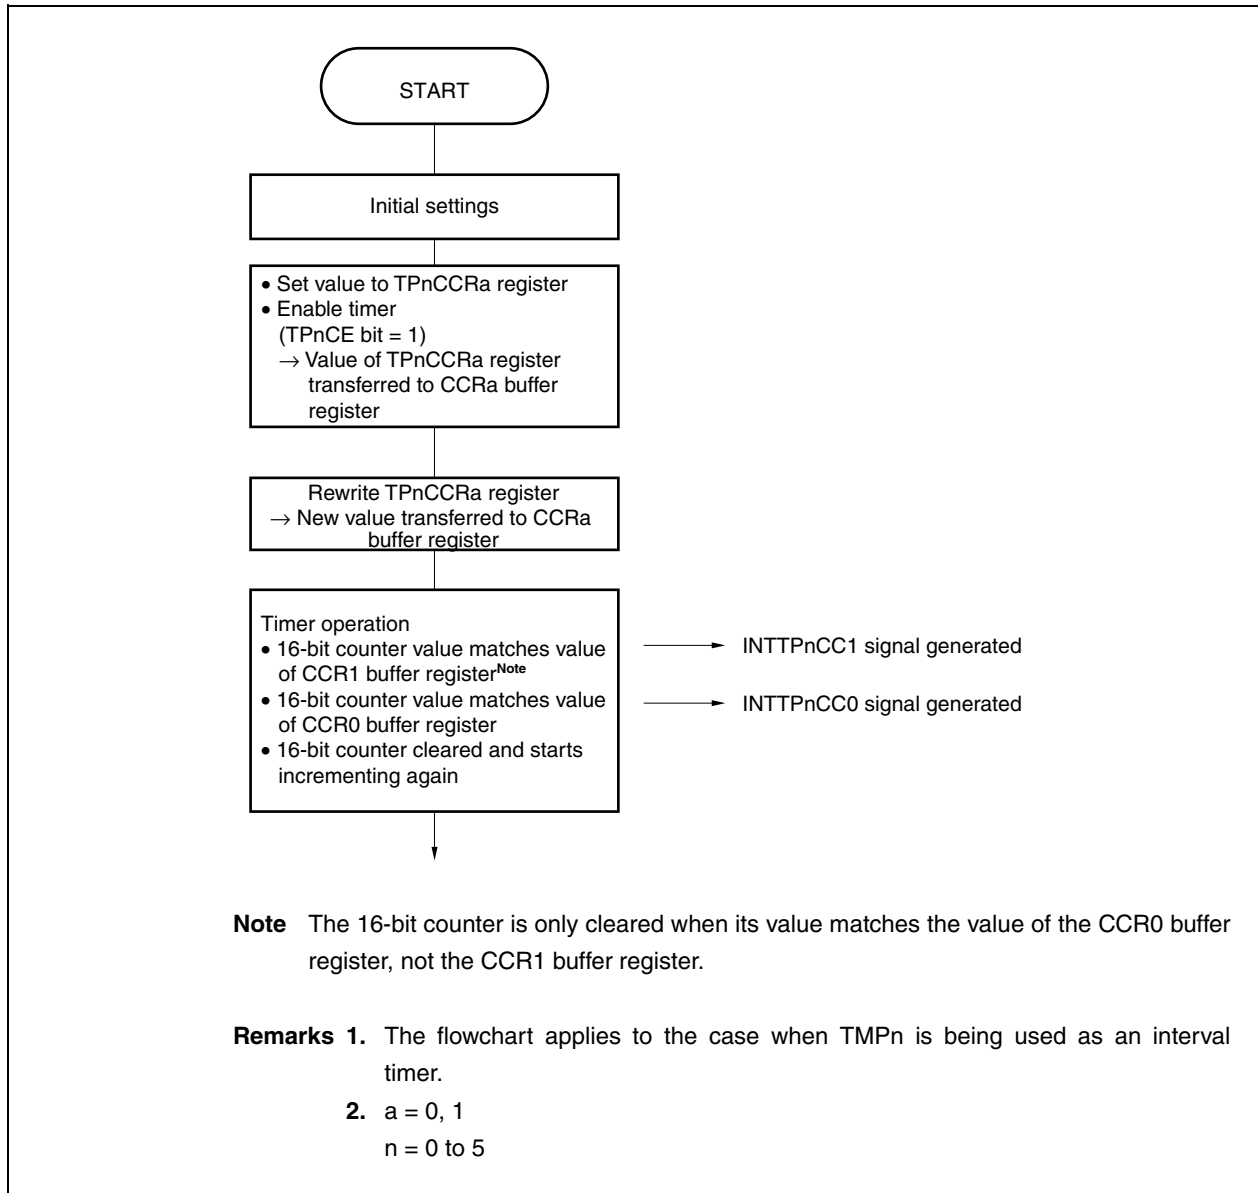 START
Initial settings
• Set value to TPnCCRa register
• Enable timer
(TPnCE bit = 1)
→ Value of TPnCCRa register
transferred to CCRa buffer
register
Rewrite TPnCCRa register
→ New value transferred to CCRa
buffer register
Timer operation
• 16-bit counter value matches value
of CCR1 buffer registerNote
• 16-bit counter value matches value
of CCR0 buffer register
• 16-bit counter cleared and starts
incrementing again
INTTPnCC1 signal generated
INTTPnCC0 signal generated
Note The 16-bit counter is only cleared when its value matches the value of the CCR0 buffer
register, not the CCR1 buffer register.
Remarks 1. The flowchart applies to the case when TMPn is being used as an interval
timer.
2. a = 0, 1
n = 0 to 5